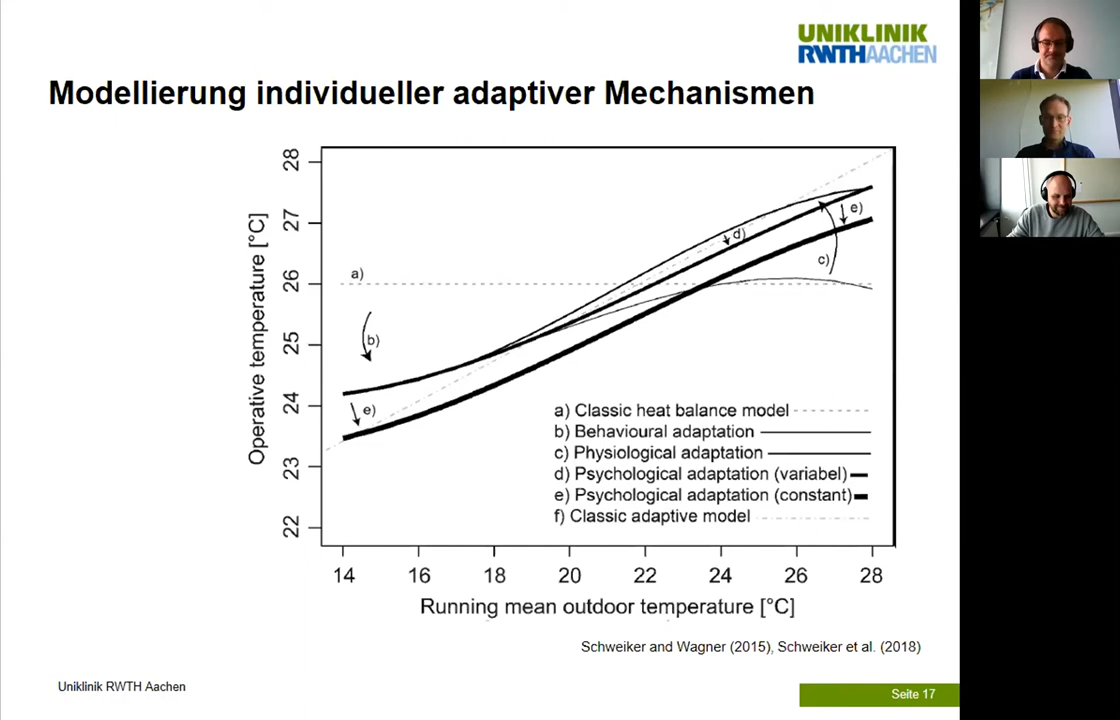 UNIKLINIK
RWTHAACHEN
Modellierung individueller adaptiver Mechanismen
Operative temperature [°C]
28
27
26
25
24
23
22
a)
b)
e)
d)
e)
c)
a) Classic heat balance model
b) Behavioural adaptation
c) Physiological adaptation
d) Psychological adaptation (variabel)
e) Psychological adaptation (constant)
f) Classic adaptive model
14 16 18 20 22 24 26 28
Running mean outdoor temperature [°C]
Schweiker and Wagner (2015), Schweiker et al. (2018)
Uniklinik RWTH Aachen
Seite 17